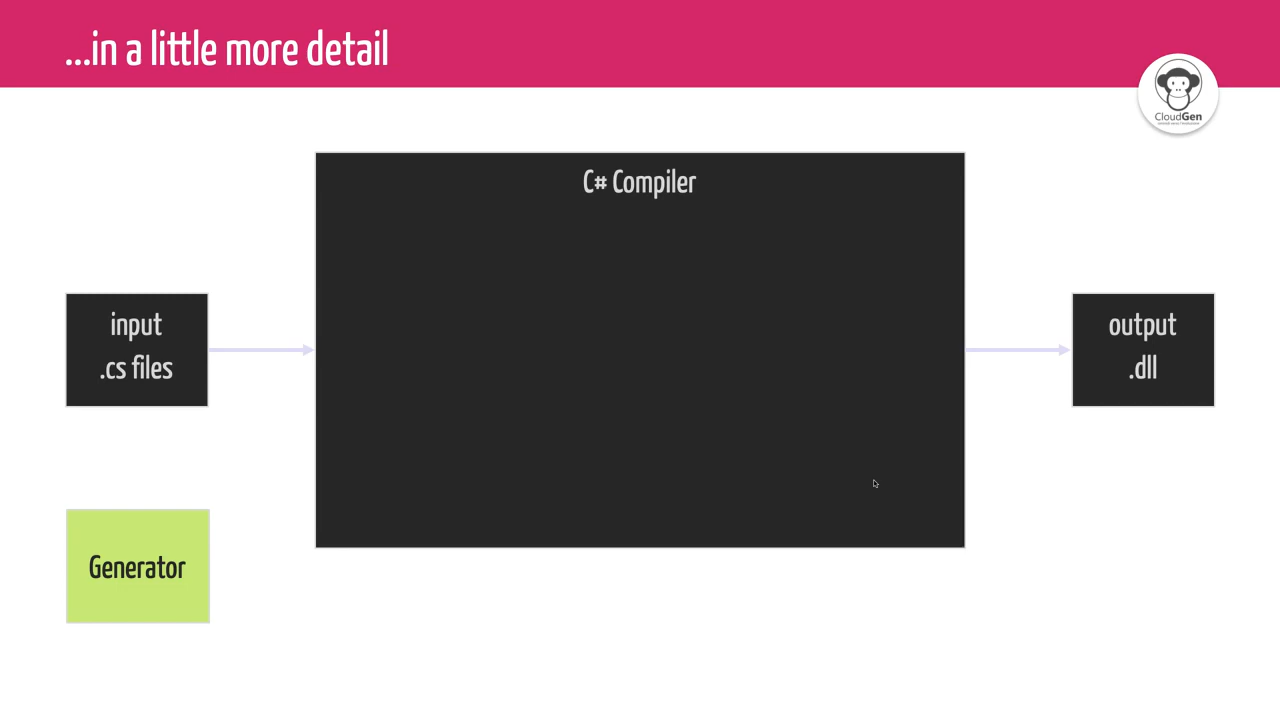 ...in a little more detail
CloudGen
C# Compiler
input
.cs files
output
.dll
Generator